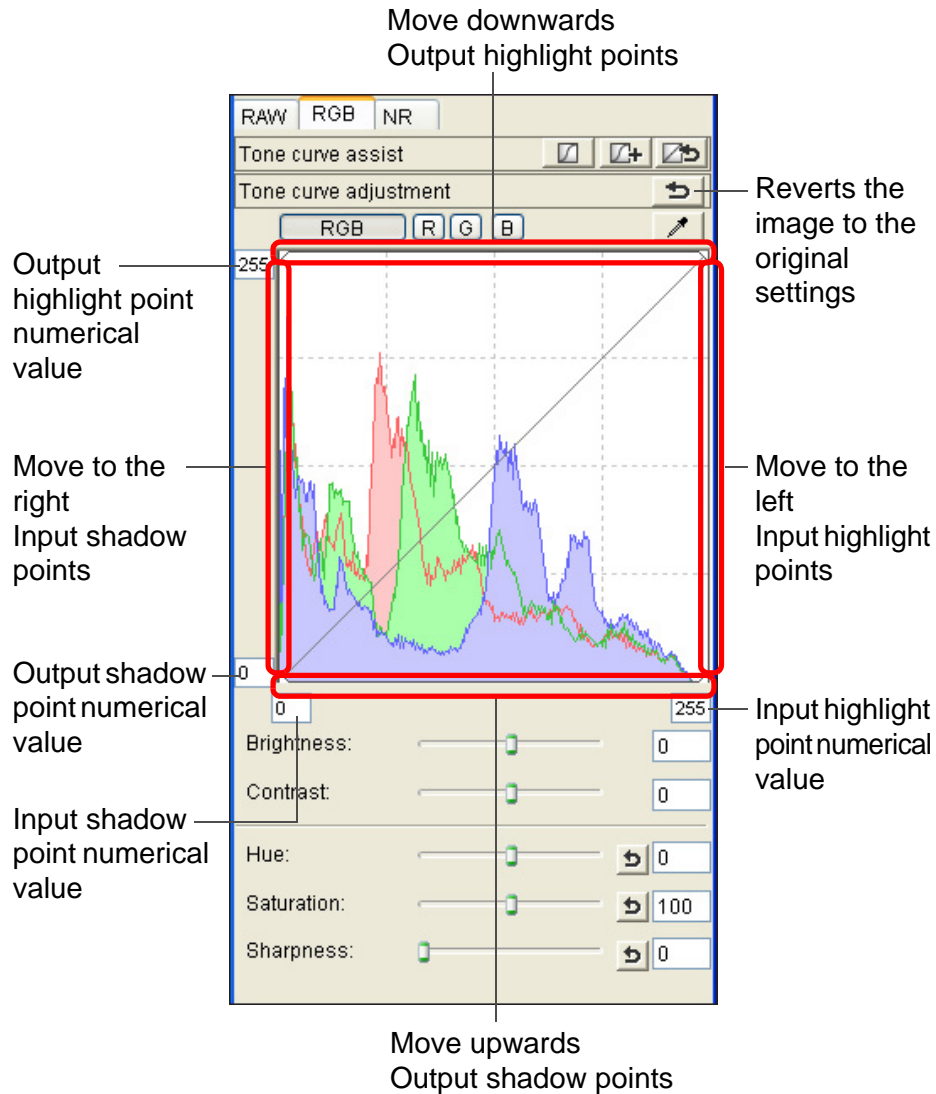 Move downwards
Output highlight points
RAW RGB NR
Tone curve assist
Tone curve adjustment
RGB R G B
Reverts the
image to the
original
settings
Output
highlight point
numerical
value
255
Move to the
right
Input shadow
points
Move to the
left
Input highlight
points
Output shadow
point numerical
value
0
0
255
Input highlight
point numerical
value
Input shadow
point numerical
value
Brightness: 0
Contrast: 0
Hue: 0
Saturation: 100
Sharpness: 0
Move upwards
Output shadow points